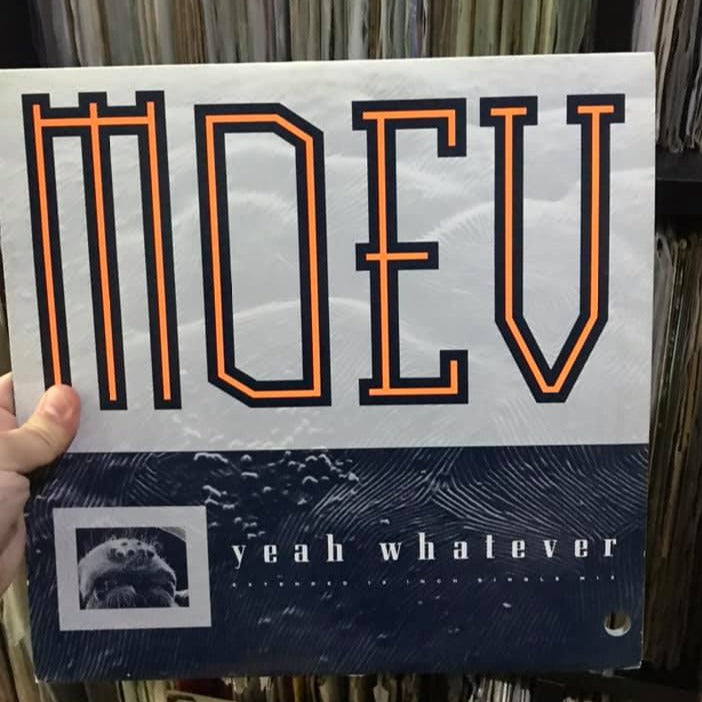 MOEV
yeah whatever
EXTENDED 12 INCH SINGLE MIX